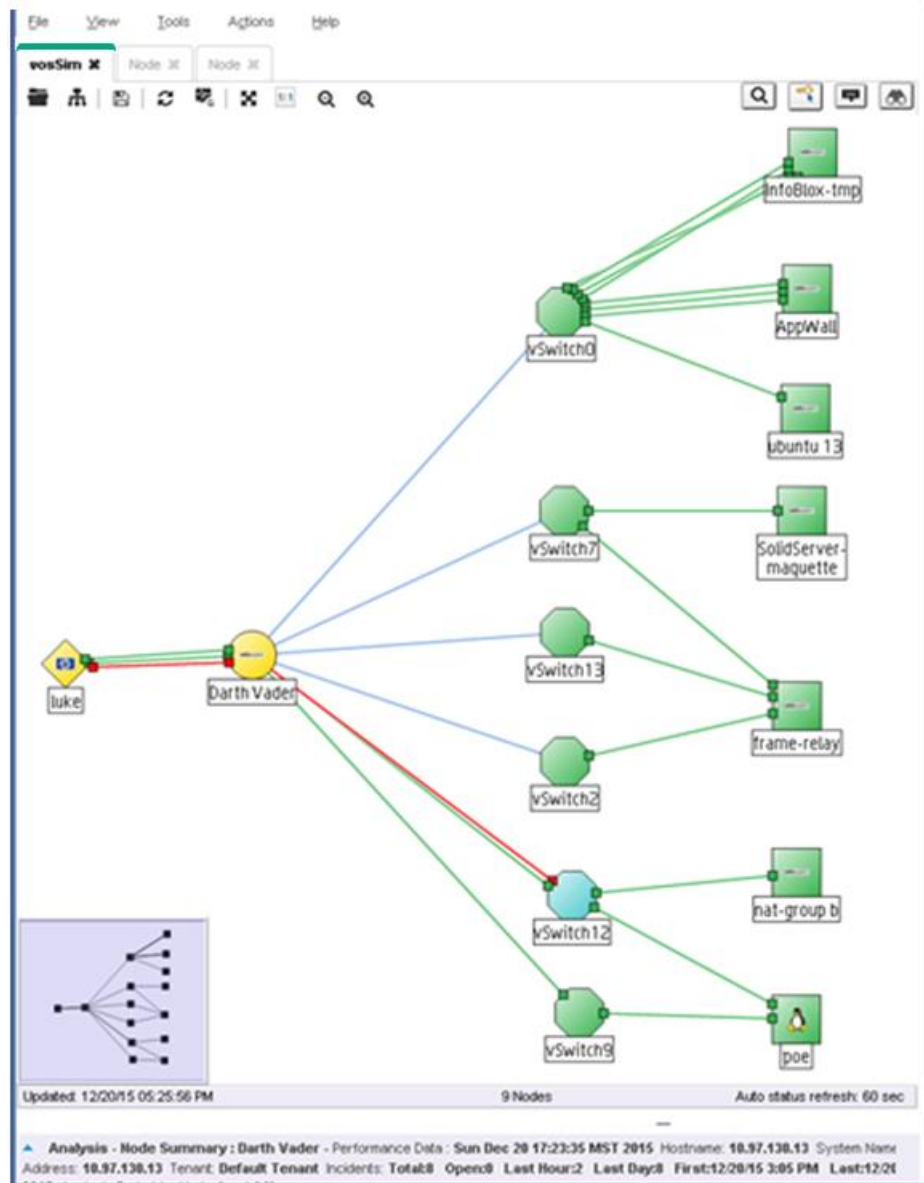 File View Tools Actions Help
vosSim ✖ Node ✖ Node ✖
1:1
InfoBlox-tmp
AppWall
vSwitch0
ubuntu 13
vSwitch7
SolidServer-
maquette
luke
Darth Vader
vSwitch13
frame-relay
vSwitch2
nat-group b
vSwitch12
vSwitch9
poe
Updated: 12/20/15 05:25:56 PM 9 Nodes Auto status refresh: 60 sec
Analysis - Node Summary : Darth Vader - Performance Data : Sun Dec 20 17:23:35 MST 2015 Hostname: 10.97.138.13 System Name
Address: 10.97.138.13 Tenant: Default Tenant Incidents: Total:8 Open:8 Last Hour:2 Last Day:8 First:12/20/15 3:05 PM Last:12/20